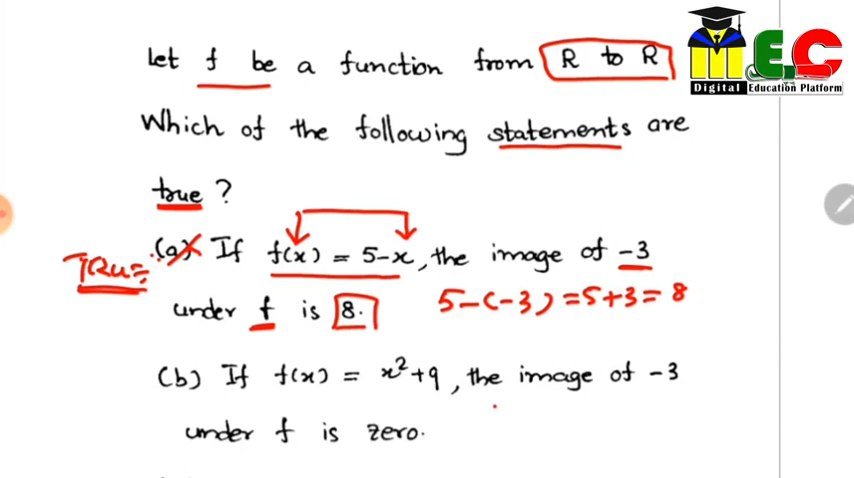 MEC
Digital Education Platform
Let f be a function from R to R
Which of the following statements are
true?
TRUE (a) If f(x) = 5-x, the image of -3
under f is 8. 5-(-3) = 5+3 = 8
(b) If f(x) = x²+9, the image of -3
under f is zero.